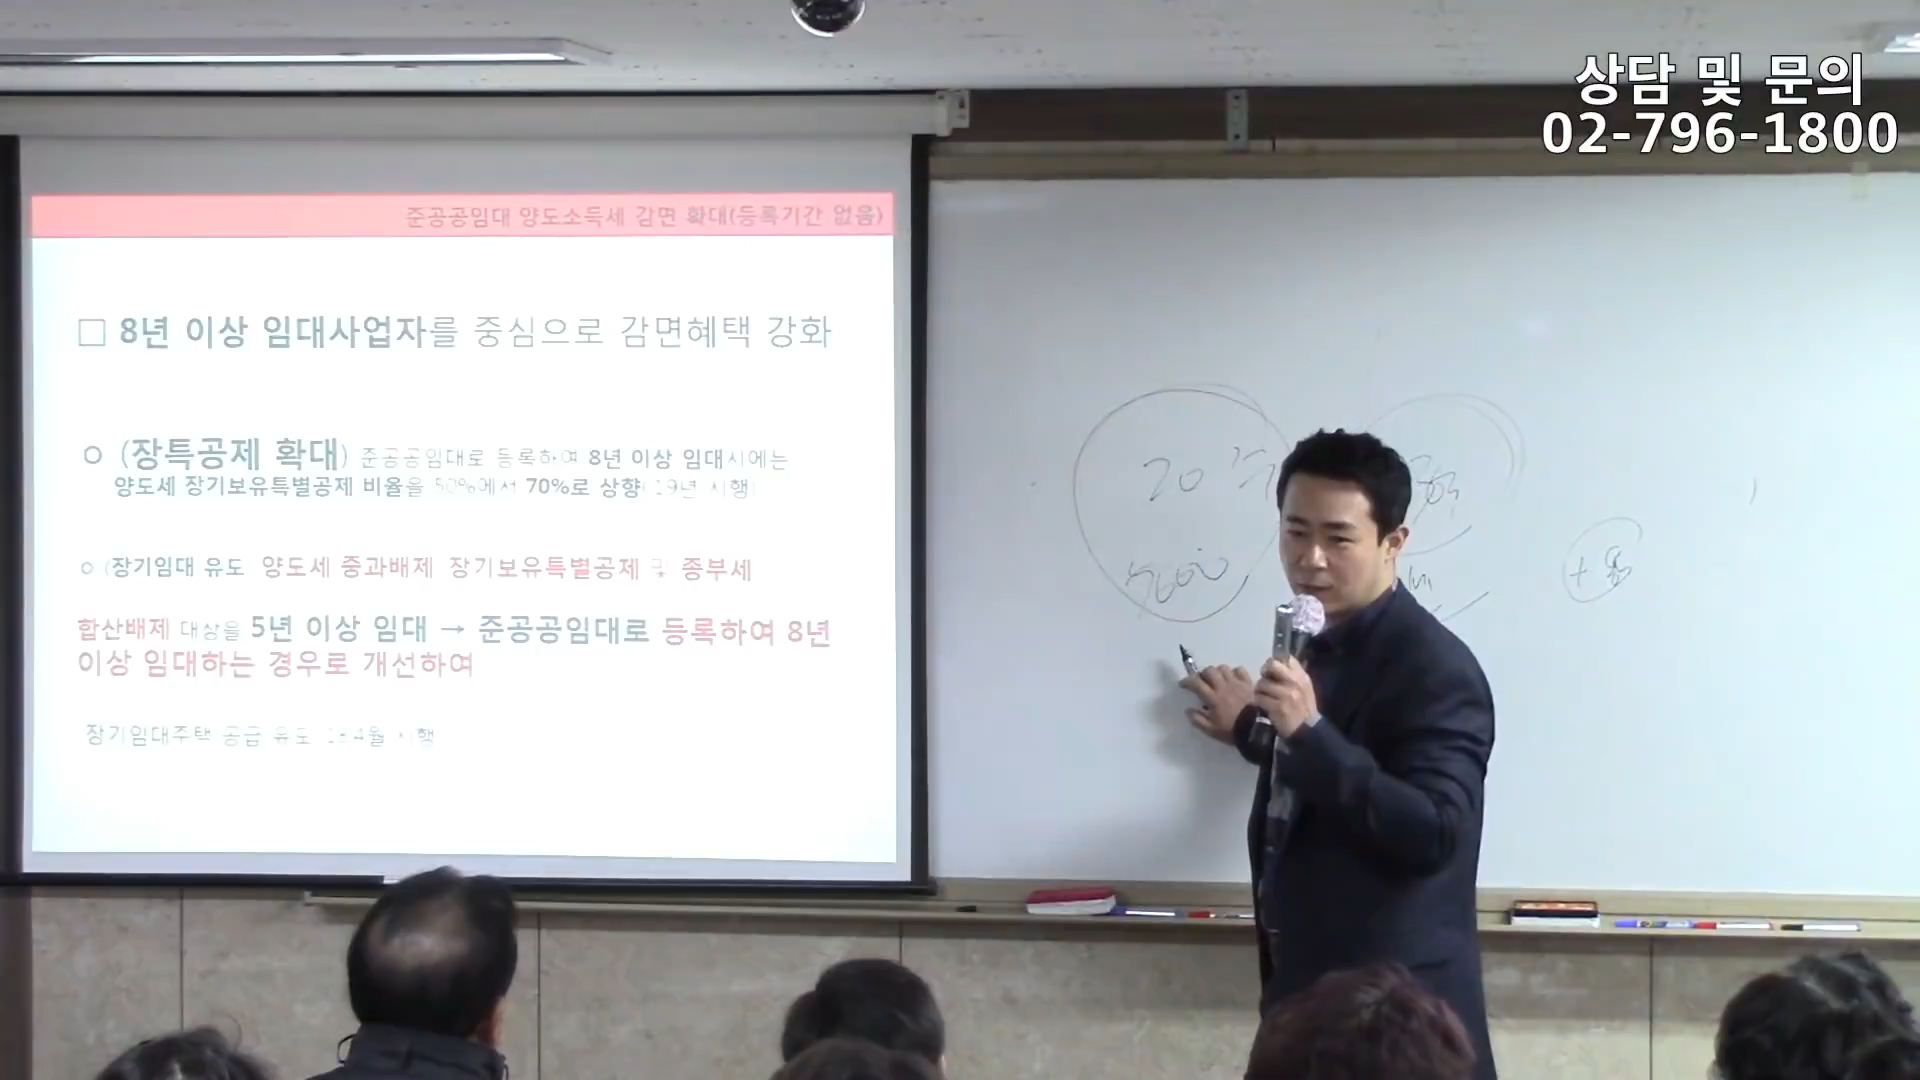 상담 및 문의
02-796-1800
준공공임대 양도소득세 감면 확대(등록기간 없음)
□ 8년 이상 임대사업자를 중심으로 감면혜택 강화
○ (장특공제 확대) 준공공임대로 등록하여 8년 이상 임대시에는
양도세 장기보유특별공제 비율을 50%에서 70%로 상향( 19년 시행)
○ (장기임대 유도 양도세 중과배제 장기보유특별공제 및 종부세
합산배제 대상을 5년 이상 임대 → 준공공임대로 등록하여 8년
이상 임대하는 경우로 개선하여
장기임대주택 공급 유도 4월 시행
20